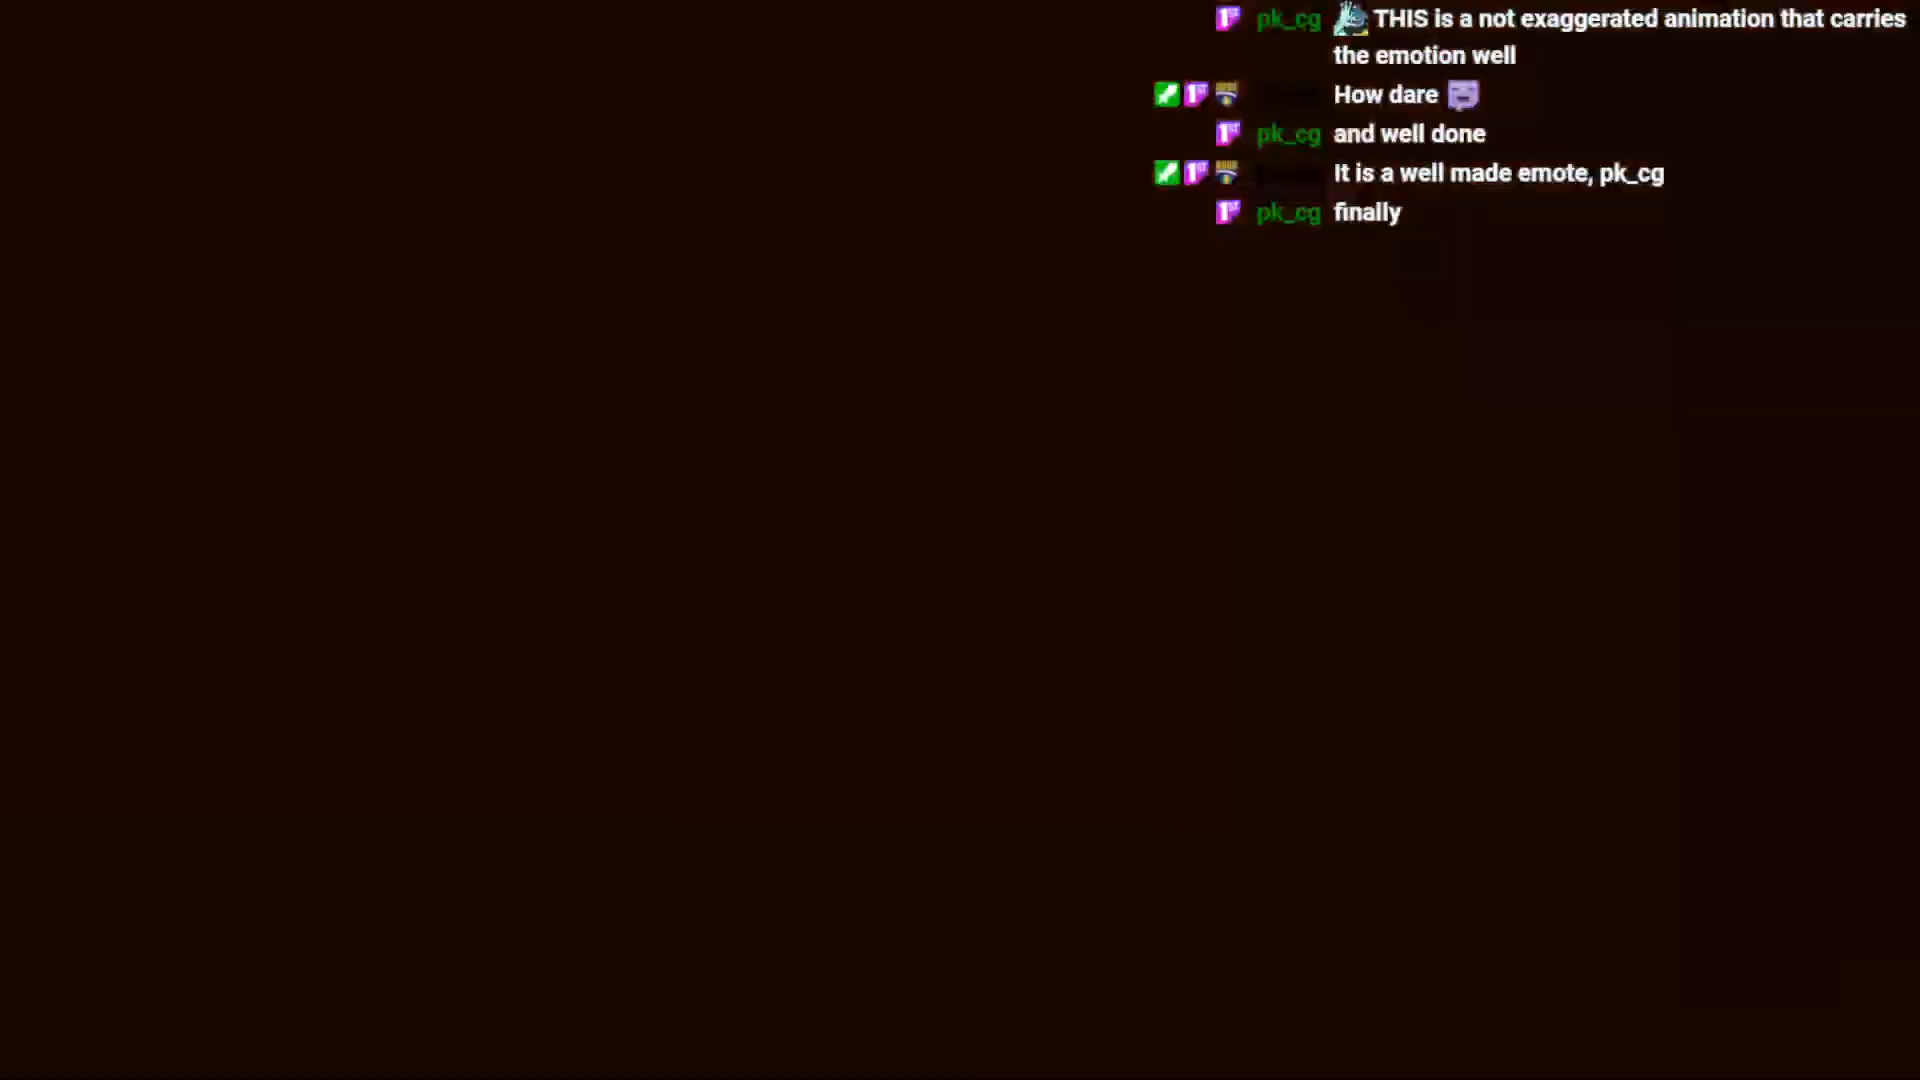 pk_cg THIS is a not exaggerated animation that carries
the emotion well
How dare
pk_cg and well done
It is a well made emote, pk_cg
pk_cg finally